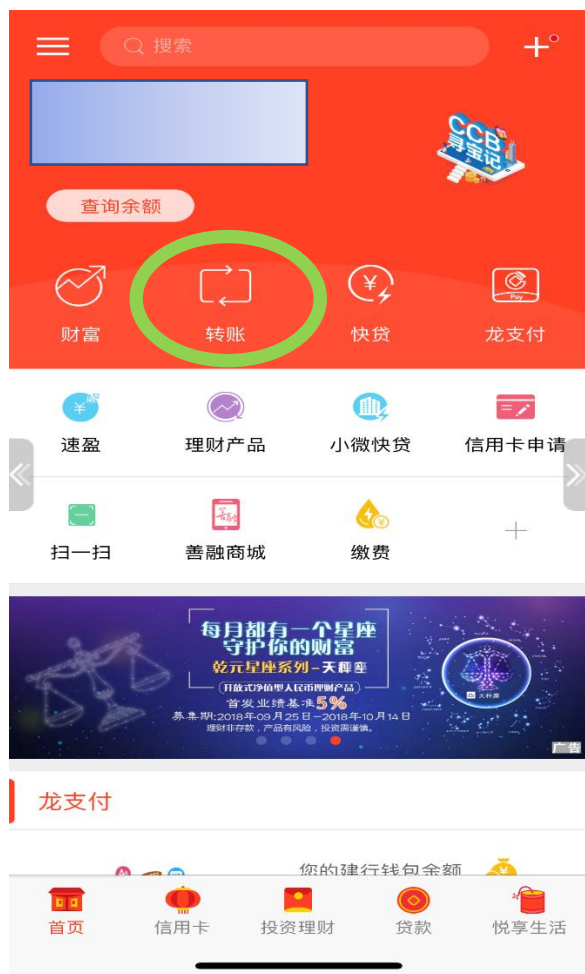 搜索
CCB
寻宝记
查询余额
财富
转账
快贷
Pay
龙支付
速盈
理财产品
小微快贷
信用卡申请
扫一扫
善融商城
缴费
每月都有一个星座
守护你的财富
乾元星座系列-天秤座
(开放式净值型人民币理财产品)
首发业绩基准5%
募集期:2018年09月25日-2018年10月14日
理财非存款，产品有风险，投资需谨慎。
天秤座
广告
龙支付
您的建行钱包余额
首页
信用卡
投资理财
贷款
悦享生活